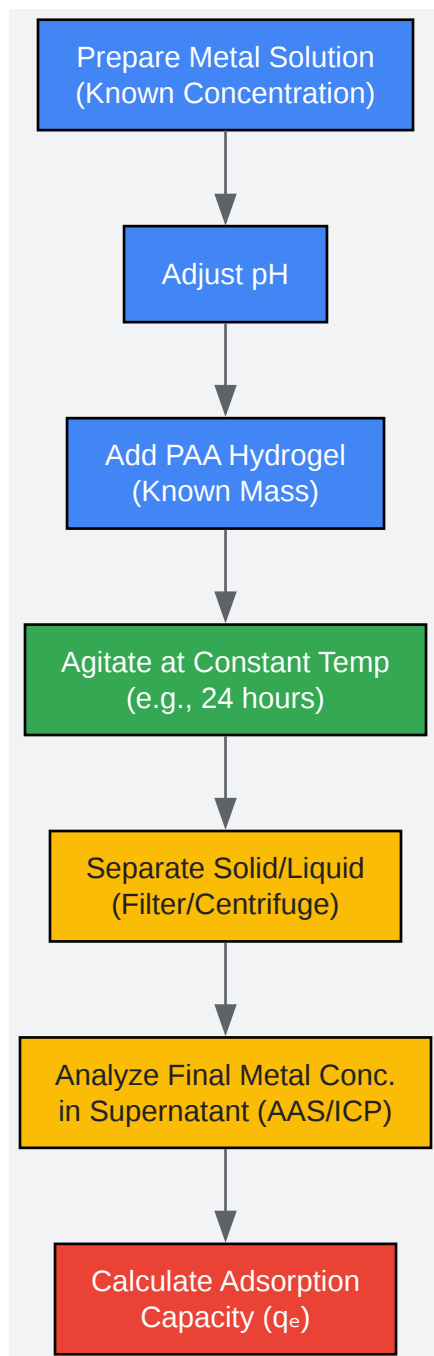 Prepare Metal Solution
(Known Concentration)
Adjust pH
Add PAA Hydrogel
(Known Mass)
Agitate at Constant Temp
(e.g., 24 hours)
Separate Solid/Liquid
(Filter/Centrifuge)
Analyze Final Metal Conc.
in Supernatant (AAS/ICP)
Calculate Adsorption
Capacity (qₑ)